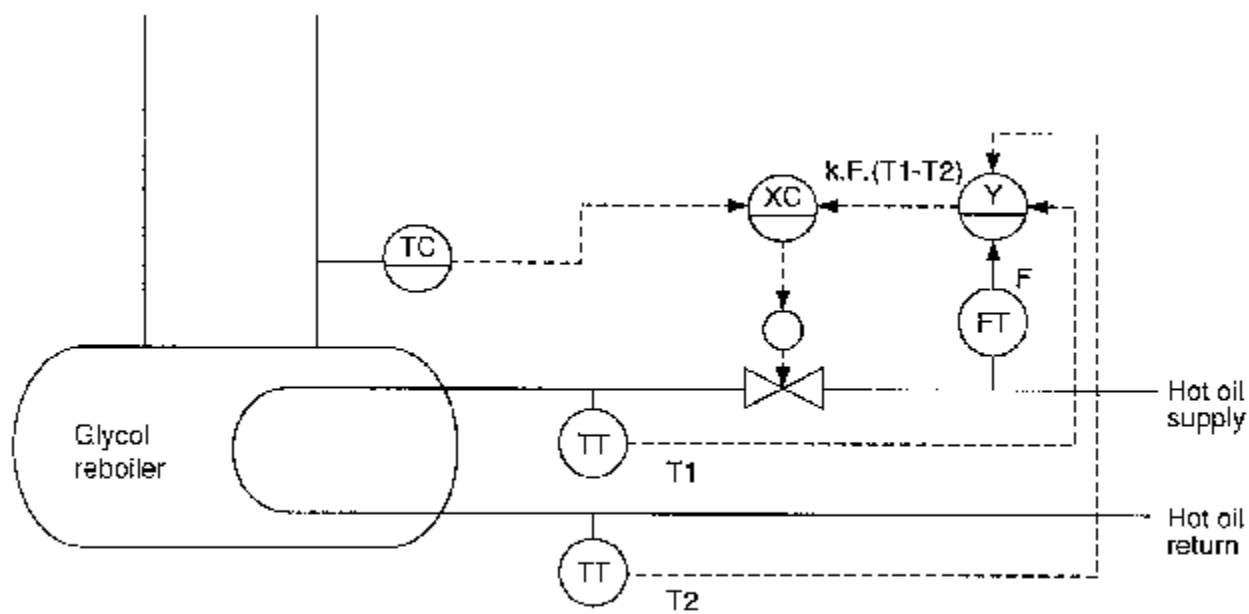 k.F.(T1-T2)
XC
Y
TC
F
FT
Hot oil
supply
Glycol
reboiler
TT
T1
Hot oil
return
TT
T2